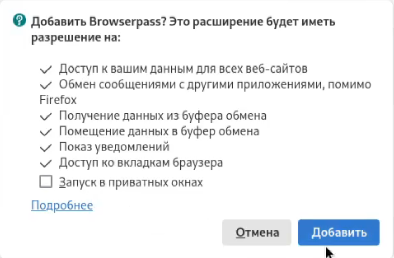 Добавить Browserpass? Это расширение будет иметь
разрешение на:
Доступ к вашим данным для всех веб-сайтов
Обмен сообщениями с другими приложениями, помимо
Firefox
Получение данных из буфера обмена
Помещение данных в буфер обмена
Показ уведомлений
Доступ ко вкладкам браузера
Запуск в приватных окнах
Подробнее
Отмена
Добавить